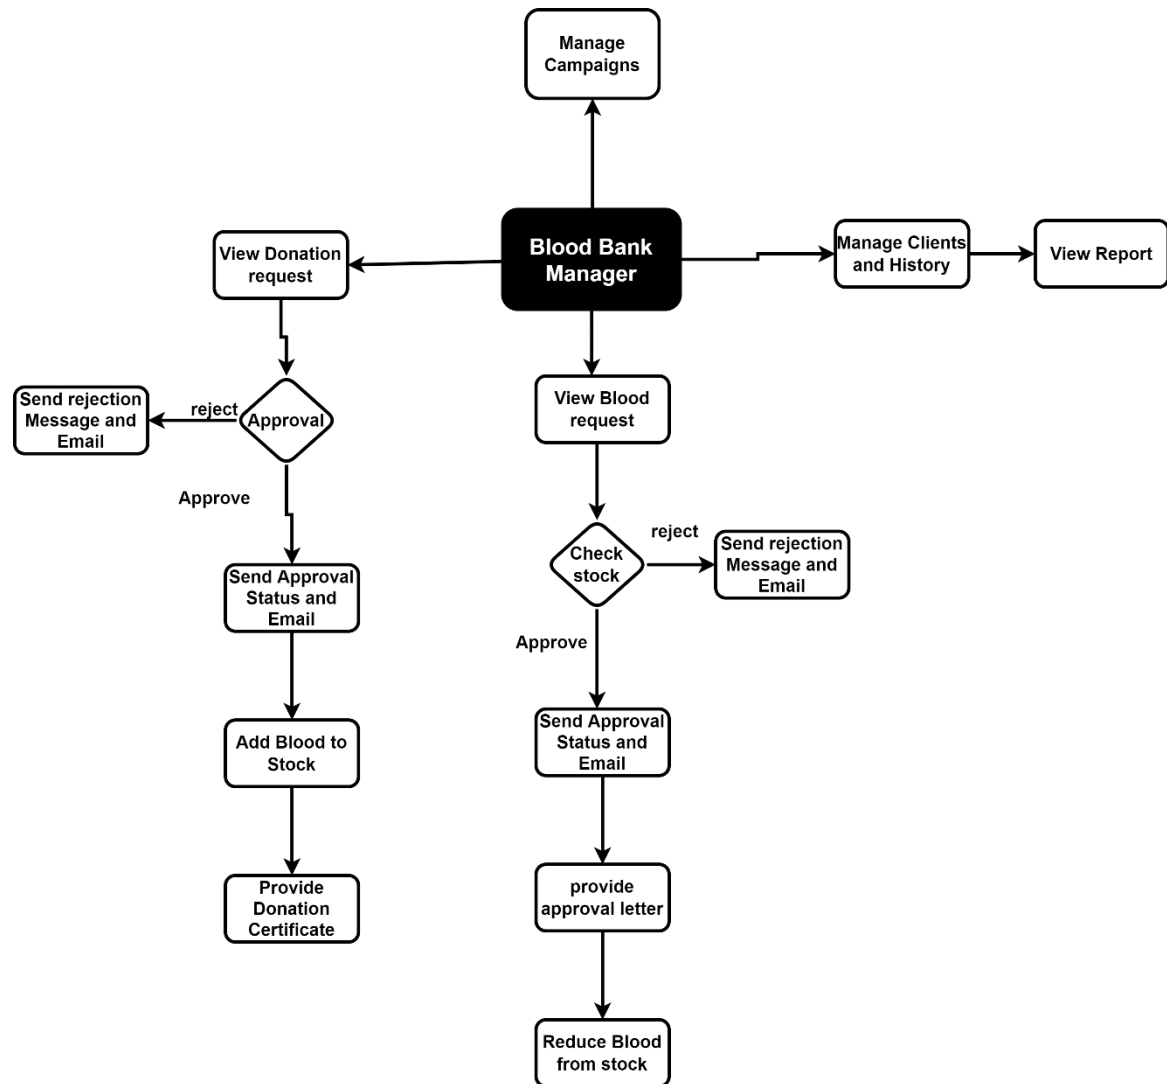 Manage
Campaigns
Blood Bank
Manager
View Donation
request
Manage Clients
and History
View Report
View Blood
request
Send rejection
Message and
Email
reject
Approval
Approve
Check
stock
reject
Send rejection
Message and
Email
Send Approval
Status and
Email
Approve
Send Approval
Status and
Email
Add Blood to
Stock
Provide
Donation
Certificate
provide
approval letter
Reduce Blood
from stock